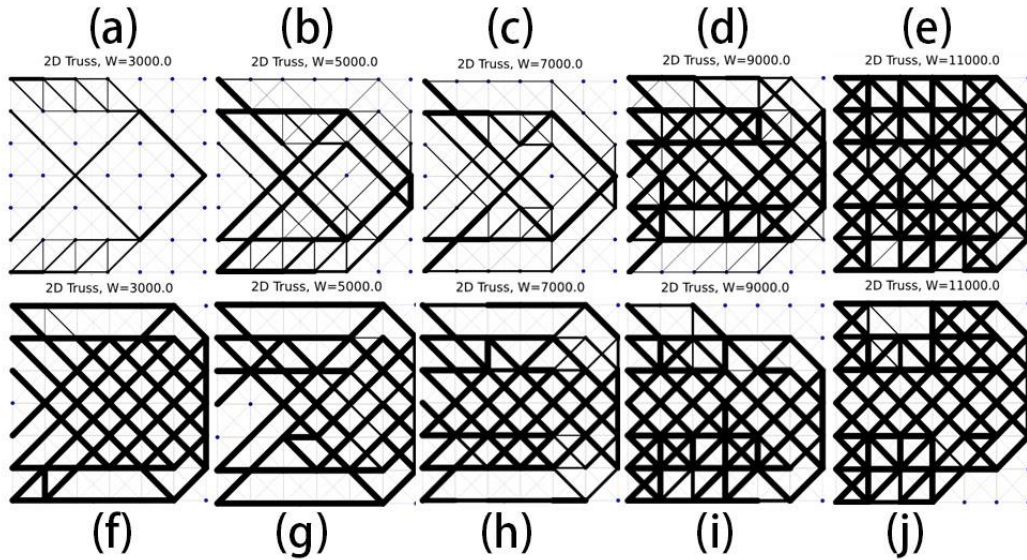 (a) (b) (c) (d) (e)
2D Truss, W=3000.0 2D Truss, W=5000.0 2D Truss, W=7000.0 2D Truss, W=9000.0 2D Truss, W=11000.0
2D Truss, W=3000.0 2D Truss, W=5000.0 2D Truss, W=7000.0 2D Truss, W=9000.0 2D Truss, W=11000.0
(f) (g) (h) (i) (j)